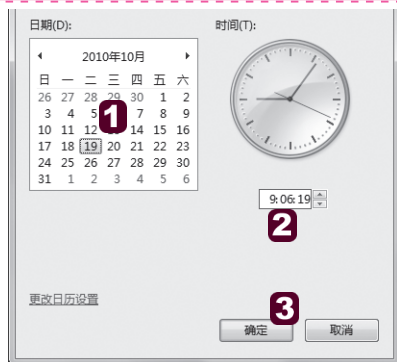 日期(D):
时间(T):
2010年10月
日 一 二 三 四 五 六
26 27 28 29 30 1 2
3 4 5 7 8 9
1
10 11 12 14 15 16
17 18 19 20 21 22 23
24 25 26 27 28 29 30
31 1 2 3 4 5 6
9:06:19
2
更改日历设置
3
确定
取消